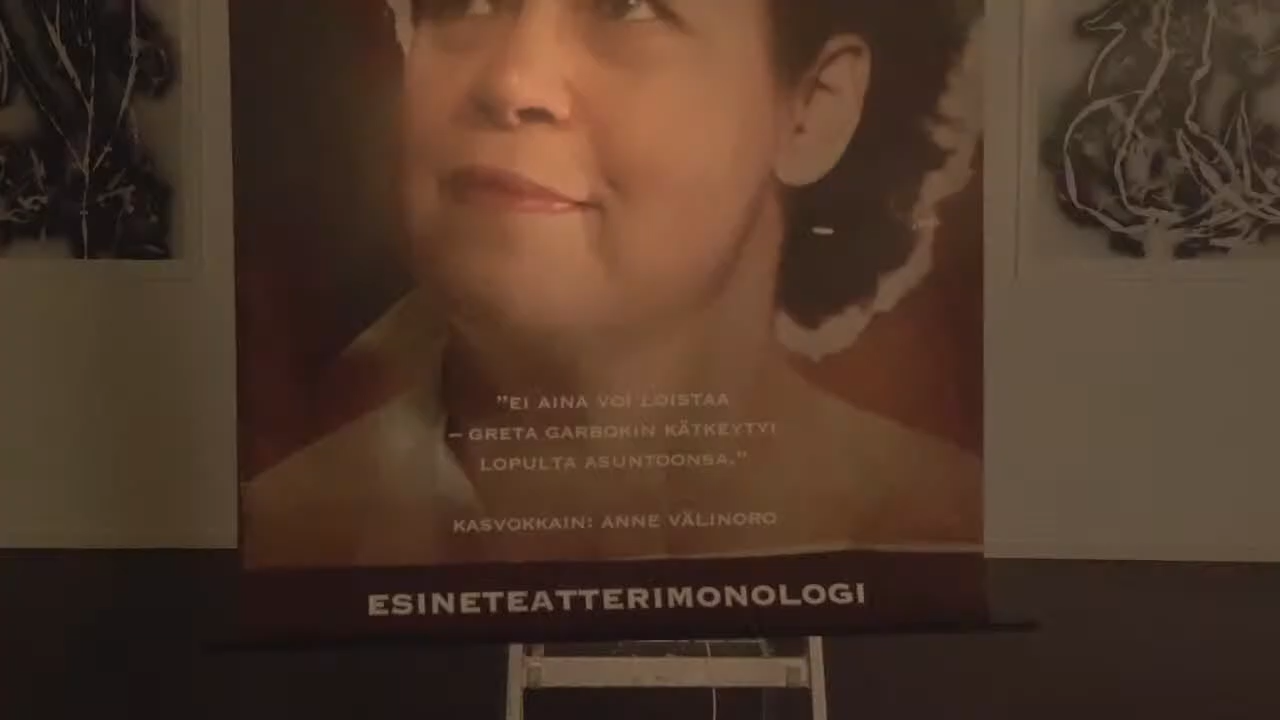 ”EI AINA VOI LOISTAA
– GRETA GARBOKIN KÄTKEYTYI
LOPULTA ASUNTOONSA.”
KASVOKKAIN: ANNE VÄLINORO
ESINETEATTERIMONOLOGI